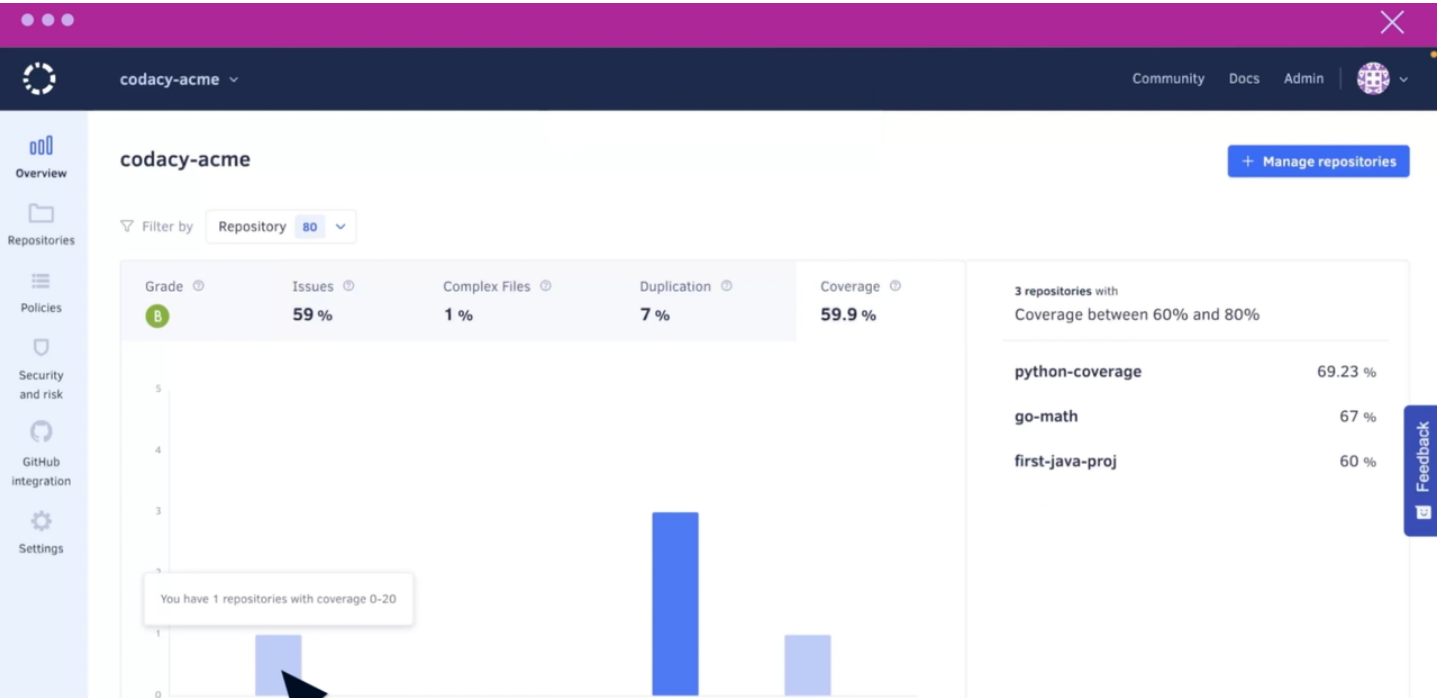 codacy-acme
Community Docs Admin
Overview
Repositories
Policies
Security
and risk
GitHub
integration
Settings
codacy-acme
+ Manage repositories
Filter by Repository 80
Grade Issues Complex Files Duplication Coverage
B 59 % 1 % 7 % 59.9 %
5
4
3
2
1
0
You have 1 repositories with coverage 0-20
3 repositories with
Coverage between 60% and 80%
python-coverage 69.23 %
go-math 67 %
first-java-proj 60 %
Feedback